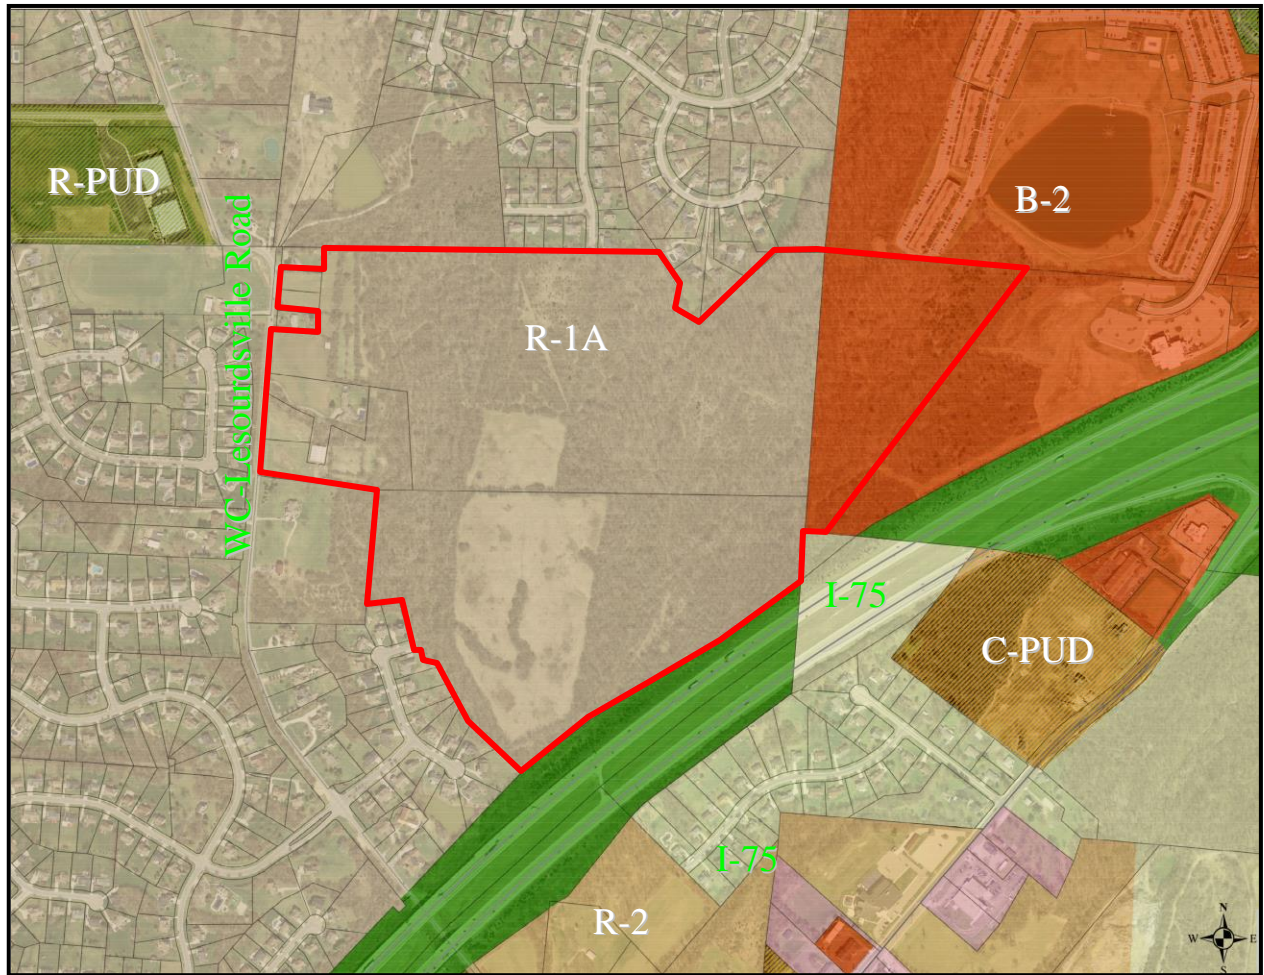 R-PUD
B-2
WC-Lesourdsville Road
R-1A
I-75
C-PUD
I-75
R-2
N
W
E
S